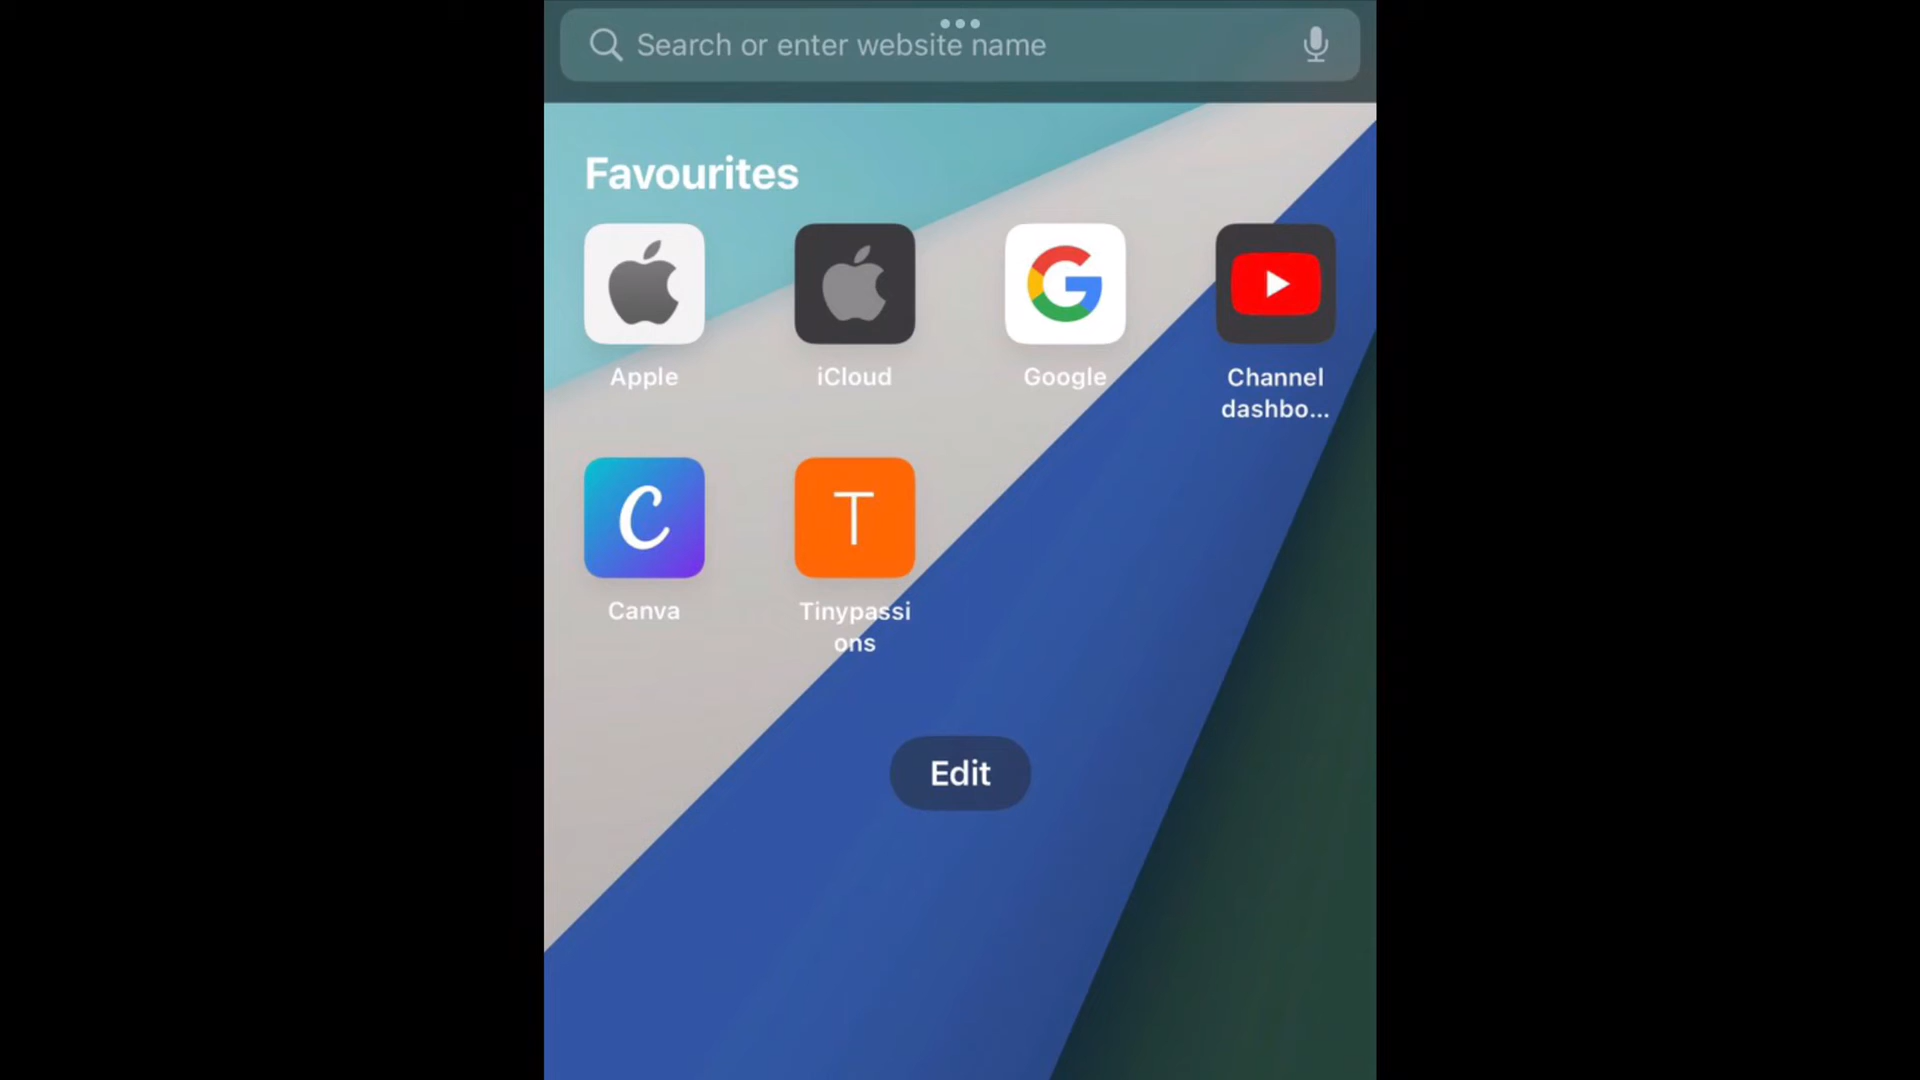 Search or enter website name
Favourites
Apple
iCloud
Google
Channel
dashbo...
C
Canva
T
Tinypassi
ons
Edit